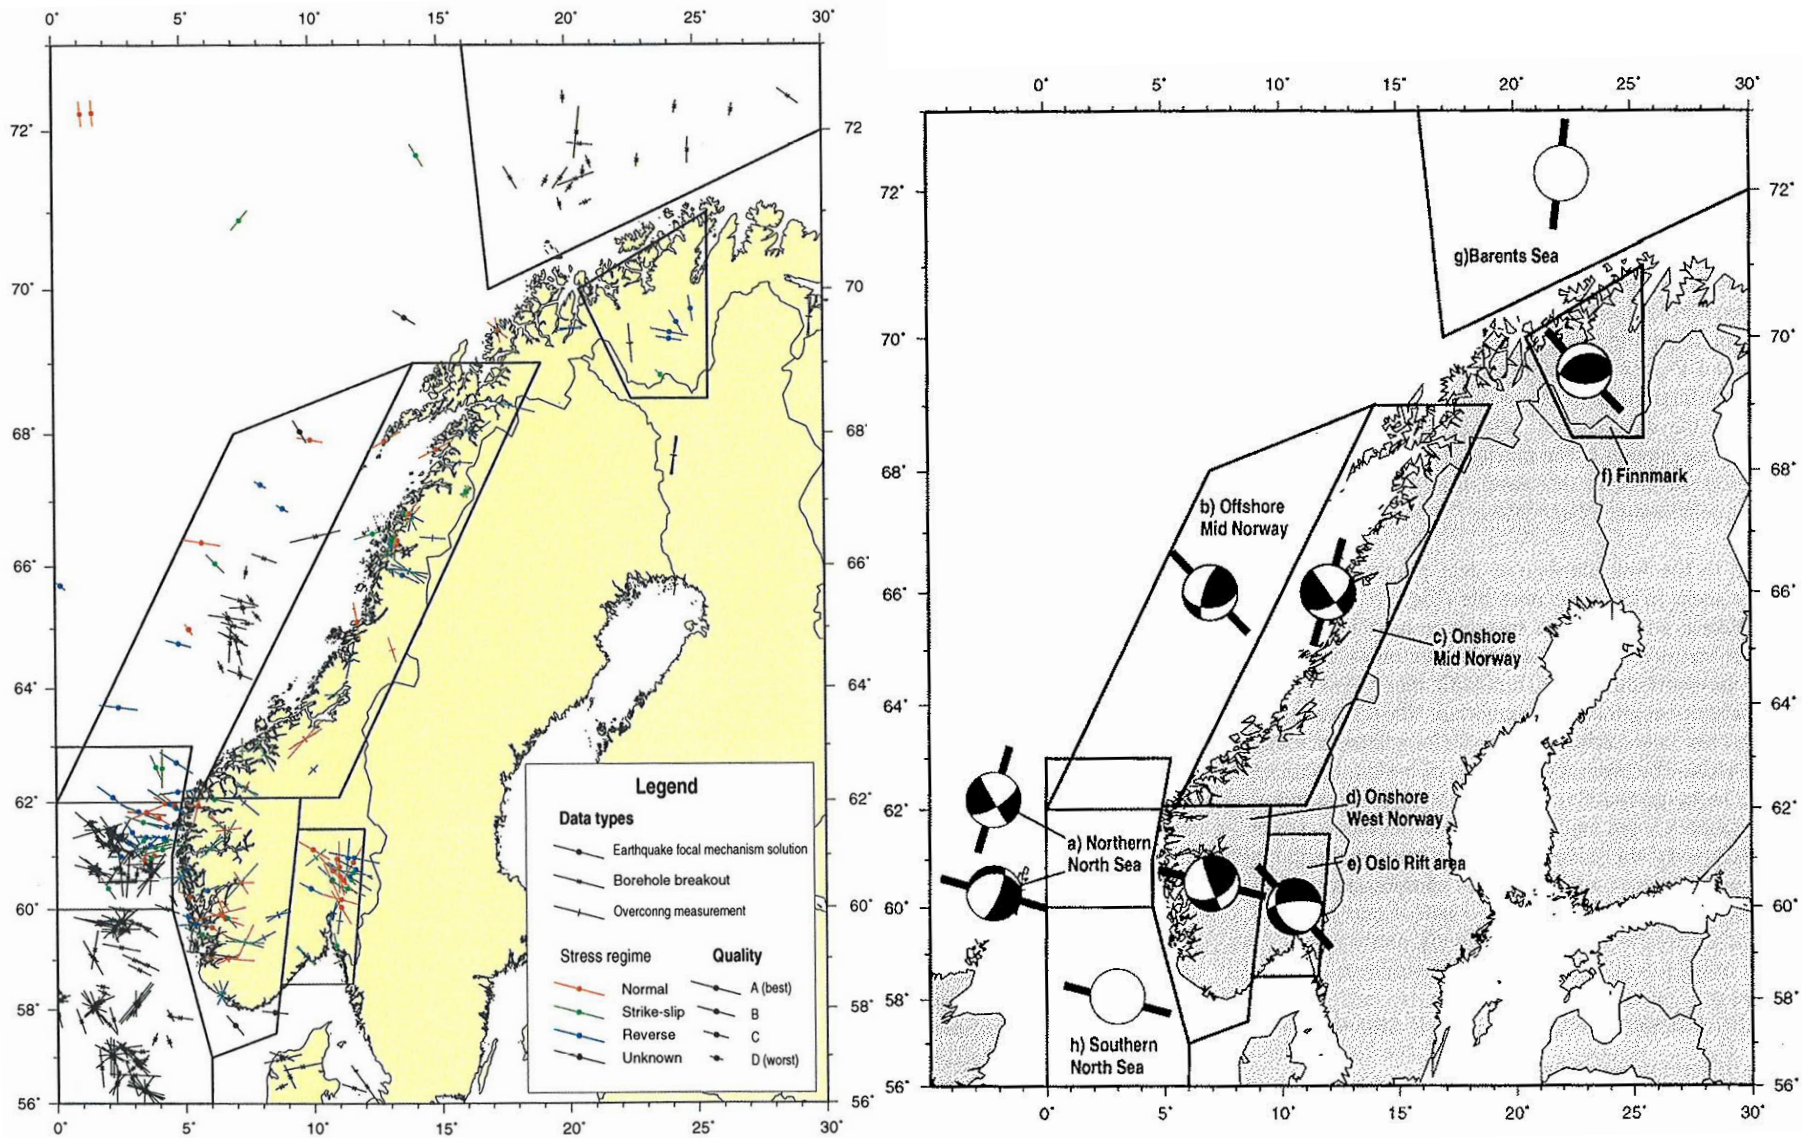 0° 5° 10° 15° 20° 25° 30°
72° 72
70° 70
68° 68°
66° 66°
64° 64°
62° 62°
60° 60°
58° 58°
56° 56°
0° 5° 10° 15° 20° 25° 30°
Legend
Data types
Earthquake focal mechanism solution
Borehole breakout
Overconng measurement
Stress regime Quality
Normal A (best)
Strike-slip B
Reverse C
Unknown D (worst)
0° 5° 10° 15° 20° 25° 30°
72° 72°
70° 70°
68° 68°
66° 66°
64° 64°
62° 62°
60° 60°
58° 58°
56° 56°
0° 5° 10° 15° 20° 25° 30°
g)Barents Sea
f) Finnmark
b) Offshore
Mid Norway
c) Onshore
Mid Norway
d) Onshore
West Norway
a) Northern
North Sea
e) Oslo Rift area
h) Southern
North Sea